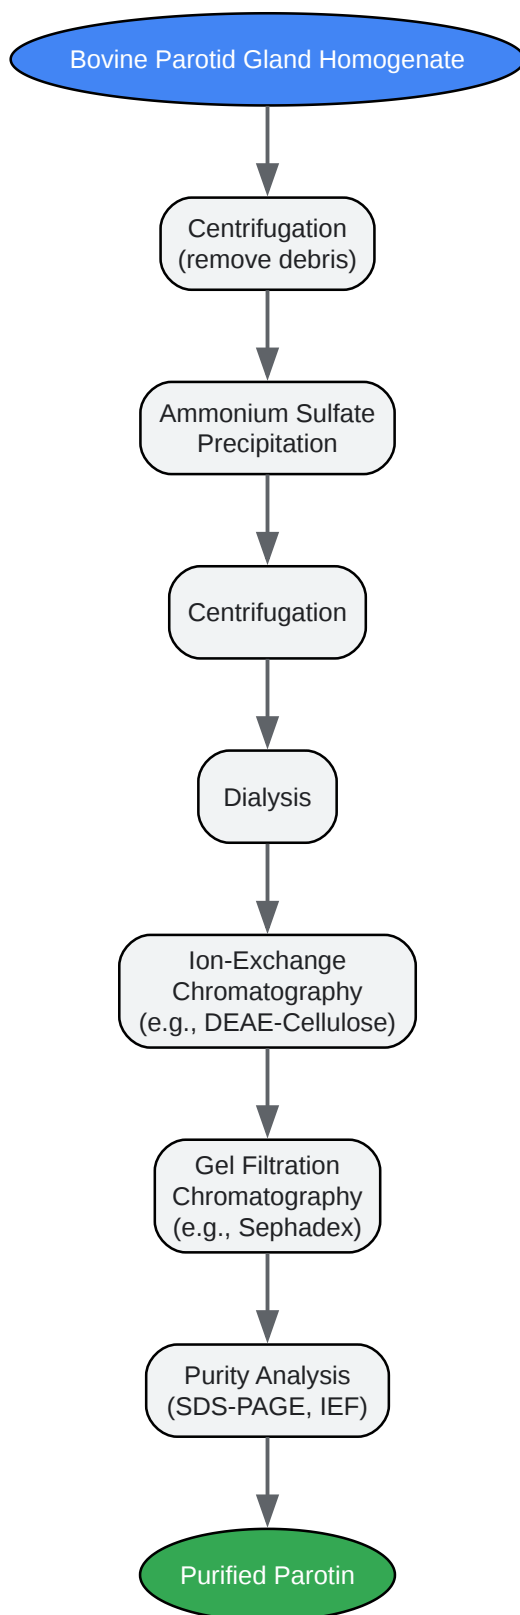 Bovine Parotid Gland Homogenate
Centrifugation
(remove debris)
Ammonium Sulfate
Precipitation
Centrifugation
Dialysis
Ion-Exchange
Chromatography
(e.g., DEAE-Cellulose)
Gel Filtration
Chromatography
(e.g., Sephadex)
Purity Analysis
(SDS-PAGE, IEF)
Purified Parotin